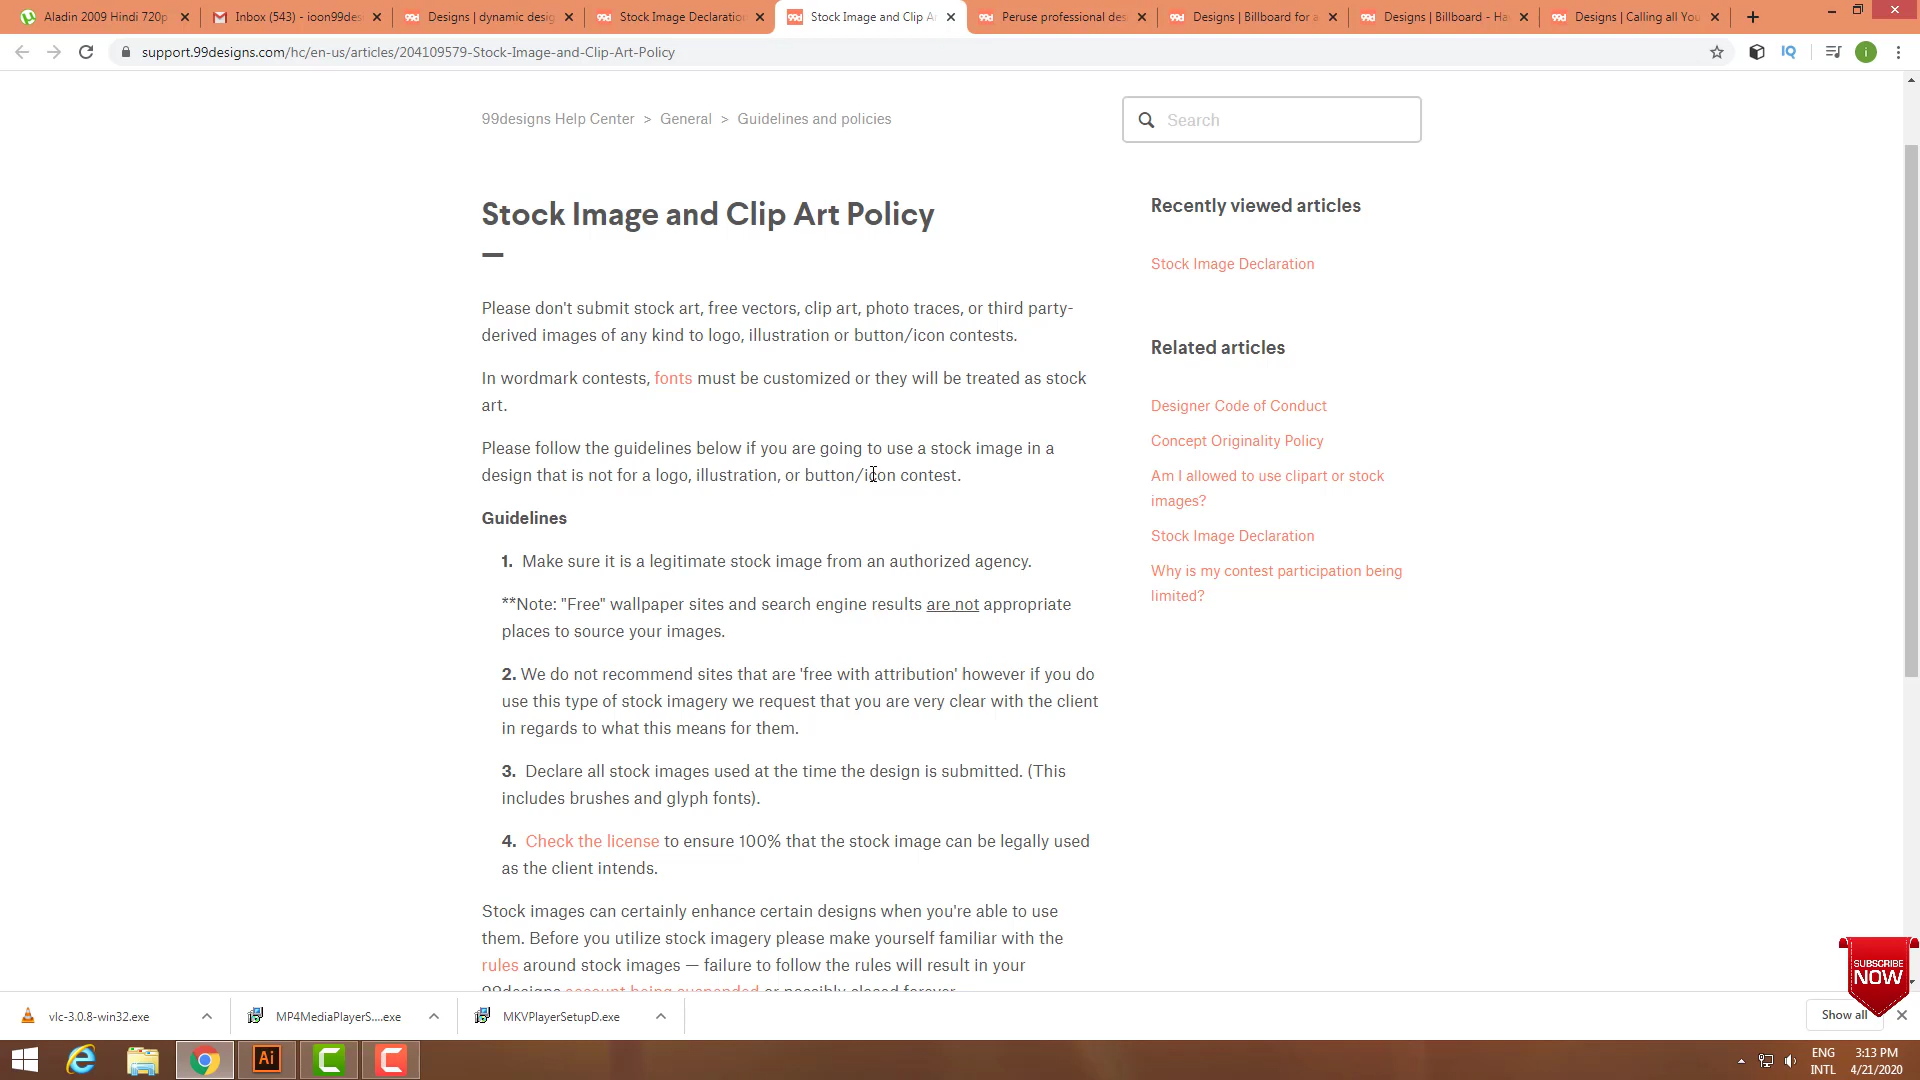 Aladin 2009 Hindi 720p
Inbox (543) - ioon99des
Designs | dynamic desig
Stock Image Declaration
Stock Image and Clip A
Peruse professional des
Designs | Billboard for a
Designs | Billboard - Ha
Designs | Calling all You
support.99designs.com/hc/en-us/articles/204109579-Stock-Image-and-Clip-Art-Policy
IQ
i
99designs Help Center > General > Guidelines and policies
Search
Stock Image and Clip Art Policy
Please don't submit stock art, free vectors, clip art, photo traces, or third party-
derived images of any kind to logo, illustration or button/icon contests.
In wordmark contests, fonts must be customized or they will be treated as stock
art.
Please follow the guidelines below if you are going to use a stock image in a
design that is not for a logo, illustration, or button/icon contest.
Guidelines
1. Make sure it is a legitimate stock image from an authorized agency.
**Note: "Free" wallpaper sites and search engine results are not appropriate
places to source your images.
2. We do not recommend sites that are 'free with attribution' however if you do
use this type of stock imagery we request that you are very clear with the client
in regards to what this means for them.
3. Declare all stock images used at the time the design is submitted. (This
includes brushes and glyph fonts).
4. Check the license to ensure 100% that the stock image can be legally used
as the client intends.
Stock images can certainly enhance certain designs when you're able to use
them. Before you utilize stock imagery please make yourself familiar with the
rules around stock images — failure to follow the rules will result in your
99designs account being suspended or possibly closed forever.
Recently viewed articles
Stock Image Declaration
Related articles
Designer Code of Conduct
Concept Originality Policy
Am I allowed to use clipart or stock
images?
Stock Image Declaration
Why is my contest participation being
limited?
SUBSCRIBE
NOW
vlc-3.0.8-win32.exe
MP4MediaPlayerS....exe
MKVPlayerSetupD.exe
Show all
Ai
ENG
INTL
3:13 PM
4/21/2020